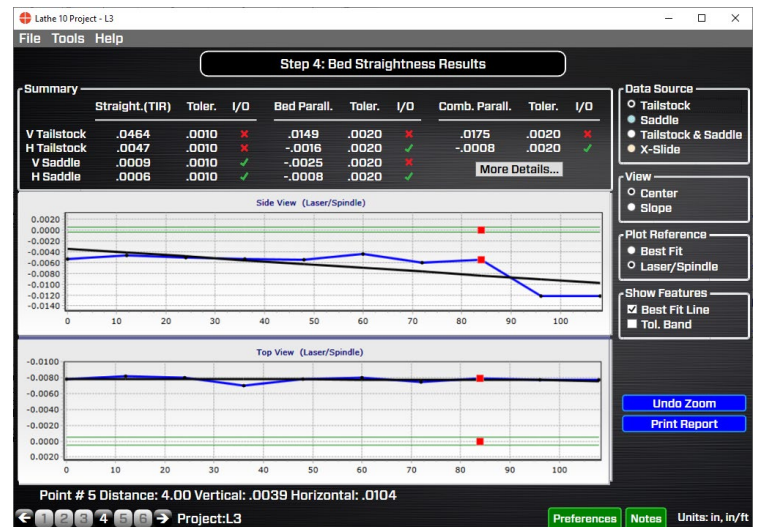 Lathe 10 Project - L3
File Tools Help
Step 4: Bed Straightness Results
Summary
Straight.(TIR) Toler. I/O Bed Parall. Toler. I/O Comb. Parall. Toler. I/O
V Tailstock .0464 .0010 .0149 .0020 .0175 .0020
H Tailstock .0047 .0010 -.0016 .0020 -.0008 .0020
V Saddle .0009 .0010 -.0025 .0020
H Saddle .0006 .0010 -.0008 .0020
More Details...
Data Source
Tailstock
Saddle
Tailstock & Saddle
X-Slide
View
Center
Slope
Plot Reference
Best Fit
Laser/Spindle
Show Features
Best Fit Line
Tol. Band
Undo Zoom
Print Report
Side View (Laser/Spindle)
0.0020
0.0000
-0.0020
-0.0040
-0.0060
-0.0080
-0.0100
-0.0120
-0.0140
0 10 20 30 40 50 60 70 80 90 100
Top View (Laser/Spindle)
-0.0100
-0.0080
-0.0060
-0.0040
-0.0020
0.0000
0.0020
0 10 20 30 40 50 60 70 80 90 100
Point # 5 Distance: 4.00 Vertical: .0039 Horizontal: .0104
1 2 3 4 5 6 Project:L3
Preferences Notes Units: in, in/ft